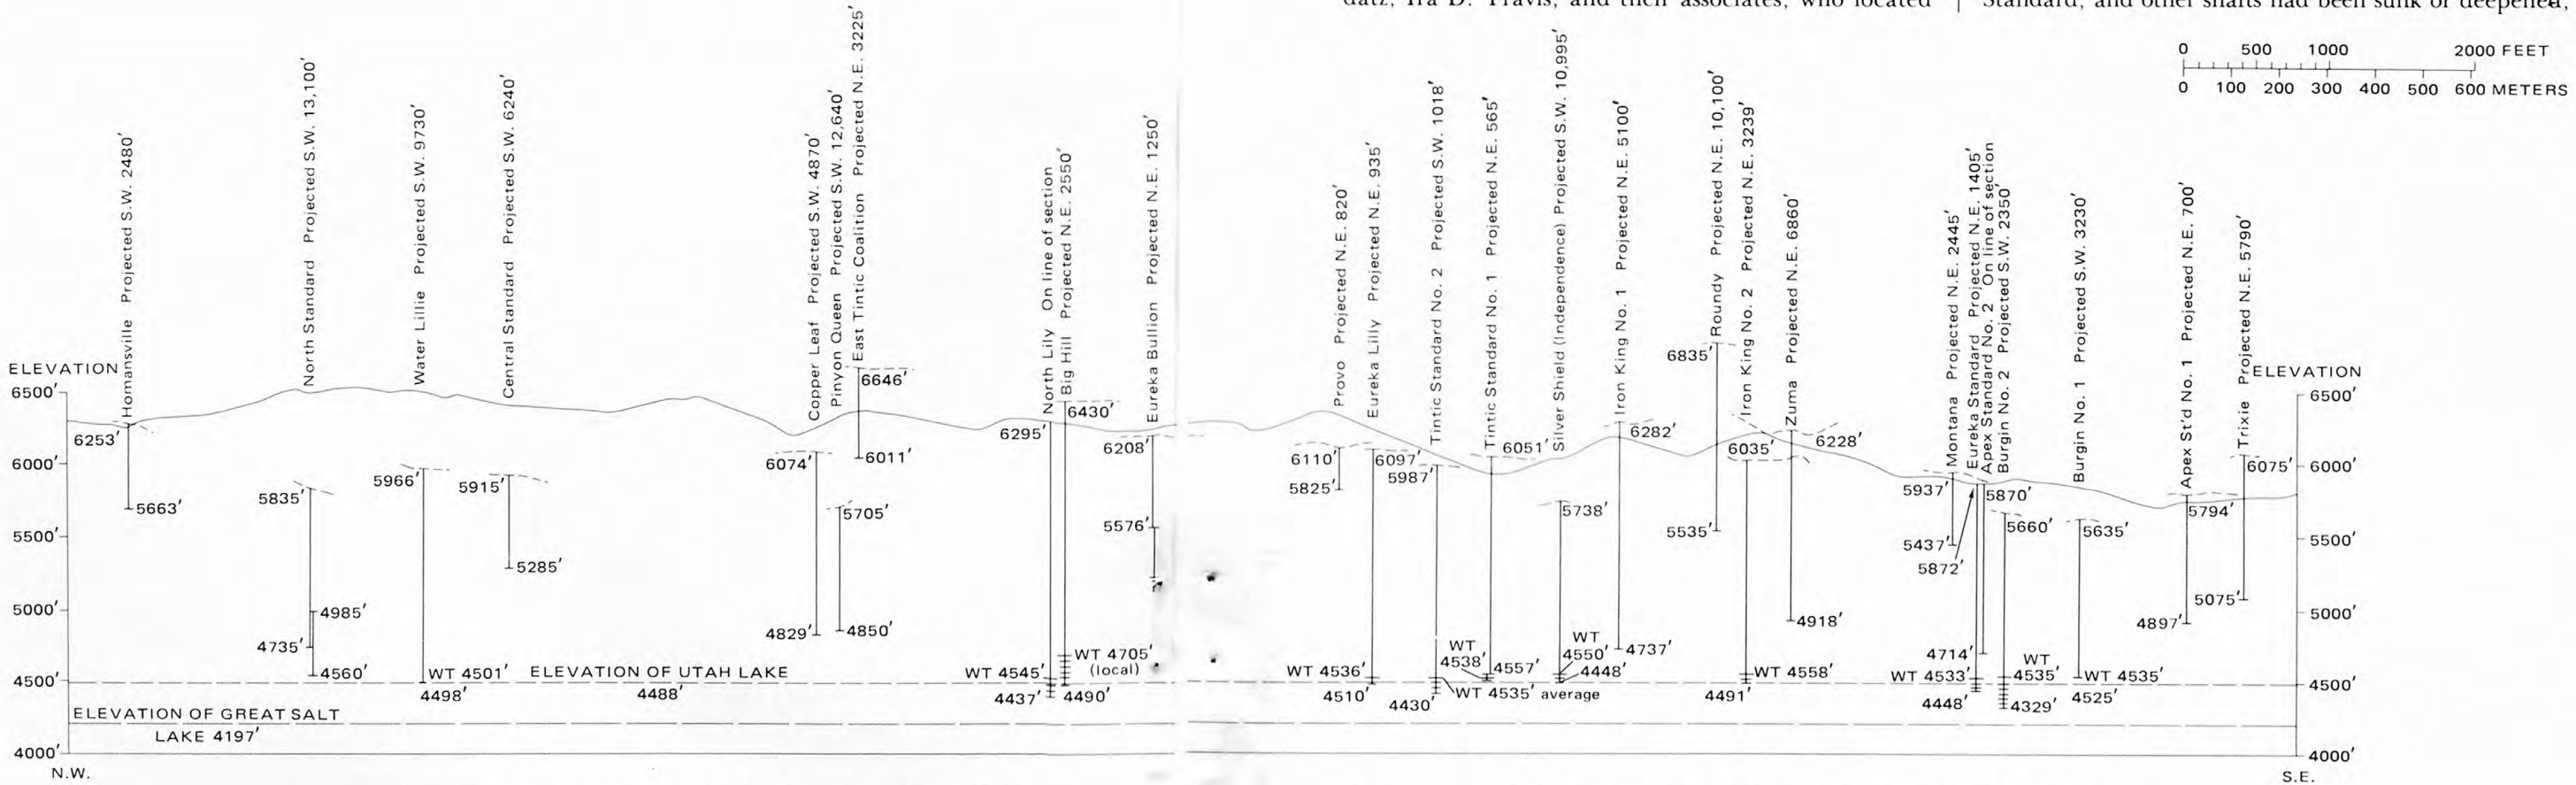 datz, Ira D. Travis, and their associates, who located
Standard, and other shafts had been sunk or deepened,
0 500 1000 2000 FEET
0 100 200 300 400 500 600 METERS
Homansville Projected S.W. 2480′
North Standard Projected S.W. 13,100′
Water Lillie Projected S.W. 9730′
Central Standard Projected S.W. 6240′
Copper Leaf Projected S.W. 4870′
Pinyon Queen Projected S.W. 12,640′
East Tintic Coalition Projected N.E. 3225′
North Lily On line of section
Big Hill Projected N.E. 2550′
Eureka Bullion Projected N.E. 1250′
Provo Projected N.E. 820′
Eureka Lilly Projected N.E. 935′
Tintic Standard No. 2 Projected S.W. 1018′
Tintic Standard No. 1 Projected N.E. 565′
Silver Shield (Independence) Projected S.W. 10,995′
Iron King No. 1 Projected N.E. 5100′
Roundy Projected N.E. 10,100′
Iron King No. 2 Projected N.E. 3239′
Zuma Projected N.E. 6860′
Montana Projected N.E. 2445′
Eureka Standard Projected N.E. 1405′
Apex Standard No. 2 On line of section
Burgin No. 2 Projected S.W. 2350′
Burgin No. 1 Projected S.W. 3230′
Apex St'd No. 1 Projected N.E. 700′
Trixie Projected N.E. 5790′
ELEVATION
6500′
6000′
5500′
5000′
4500′
4000′
N.W.
6253′
5663′
5835′
4985′
4735′
4560′
5966′
WT 4501′
4498′
5915′
5285′
ELEVATION OF UTAH LAKE
4488′
ELEVATION OF GREAT SALT
LAKE 4197′
6074′
4829′
5705′
4850′
6646′
6011′
6295′
WT 4545′
4437′
6430′
WT 4705′
(local)
4490′
6208′
5576′
6110′
5825′
6097′
WT 4536′
4510′
5987′
4430′
WT 4535′ average
6051′
WT
4538′
4557′
5738′
WT
4550′
4448′
6282′
4737′
6835′
5535′
6035′
WT 4558′
4491′
6228′
4918′
5937′
5437′
5872′
WT 4533′
4448′
5870′
4714′
5660′
WT
4535′
4329′
5635′
WT 4535′
4525′
5794′
4897′
6075′
5075′
ELEVATION
6500′
6000′
5500′
5000′
4500′
4000′
S.E.